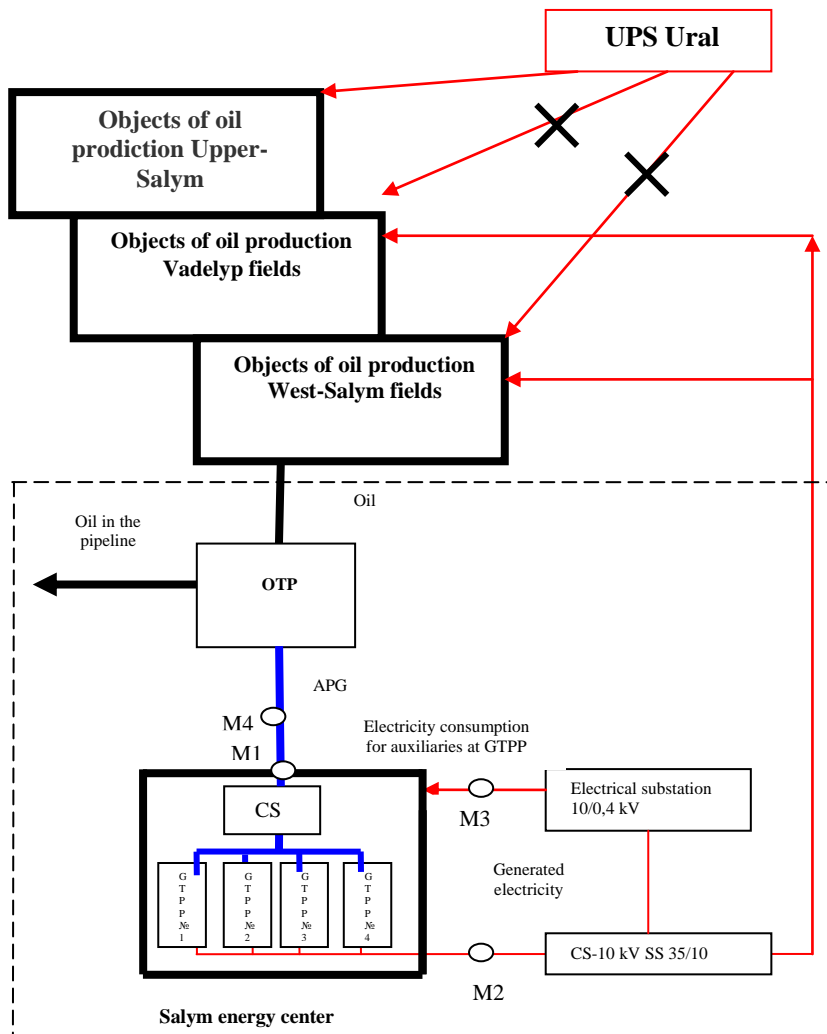 UPS Ural
Objects of oil
prodiction Upper-
Salym
Objects of oil production
Vadelyp fields
Objects of oil production
West-Salym fields
Oil
Oil in the
pipeline
OTP
APG
M4
Electricity consumption
for auxiliaries at GTPP
M1
CS
M3
Electrical substation
10/0,4 kV
G
T
P
P
№
1
G
T
P
P
№
2
G
T
P
P
№
3
G
T
P
P
№
4
Generated
electricity
M2
CS-10 kV SS 35/10
Salym energy center